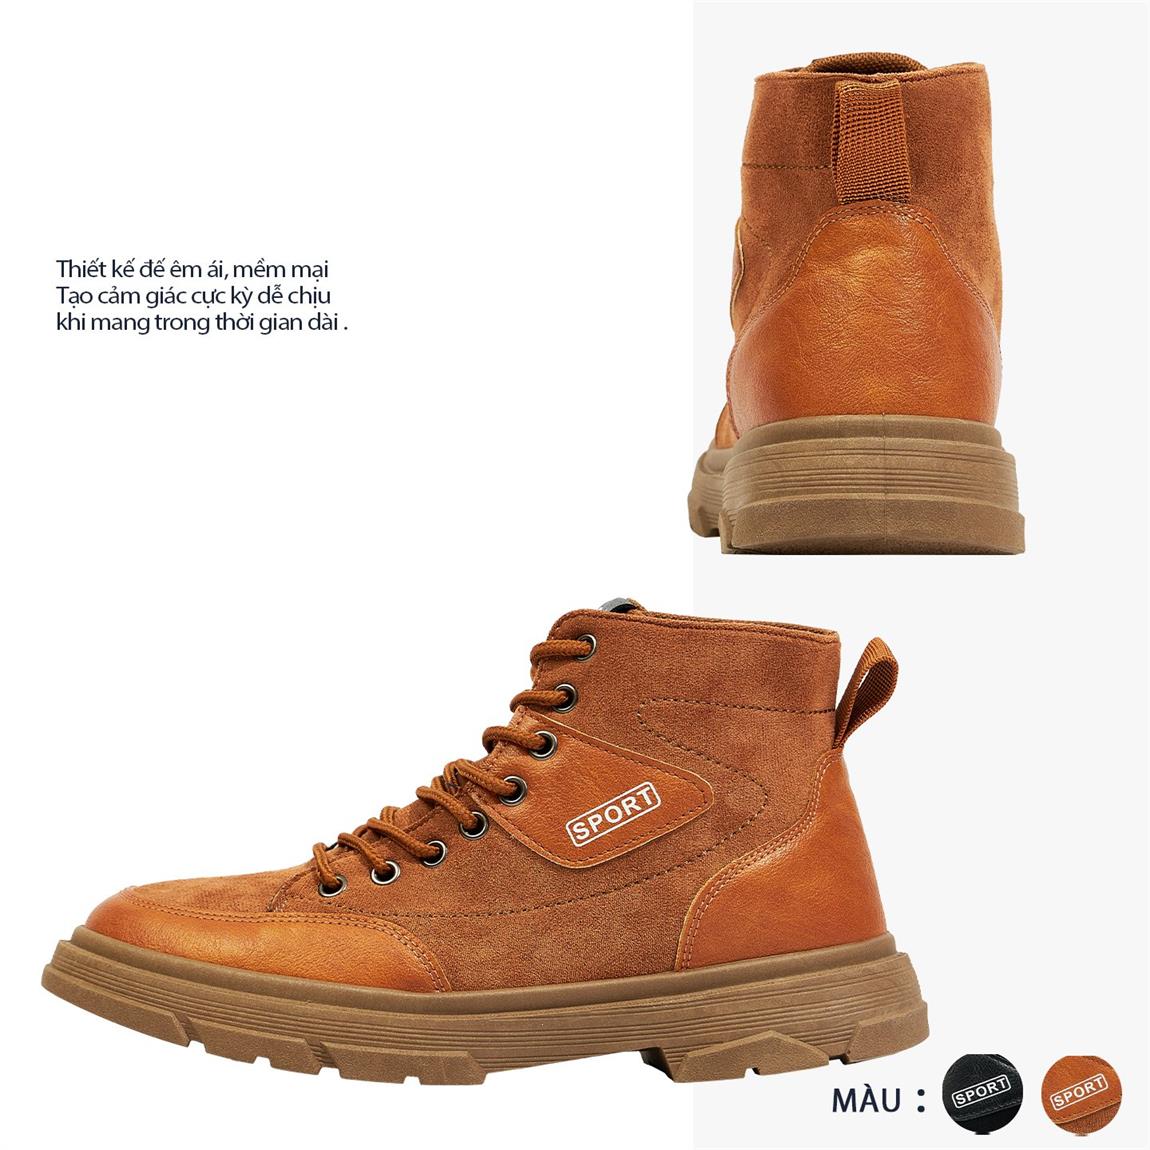 Thiết kế đế êm ái, mềm mại
Tạo cảm giác cực kỳ dễ chịu
khi mang trong thời gian dài .
SPORT
MÀU :
SPORT
SPORT